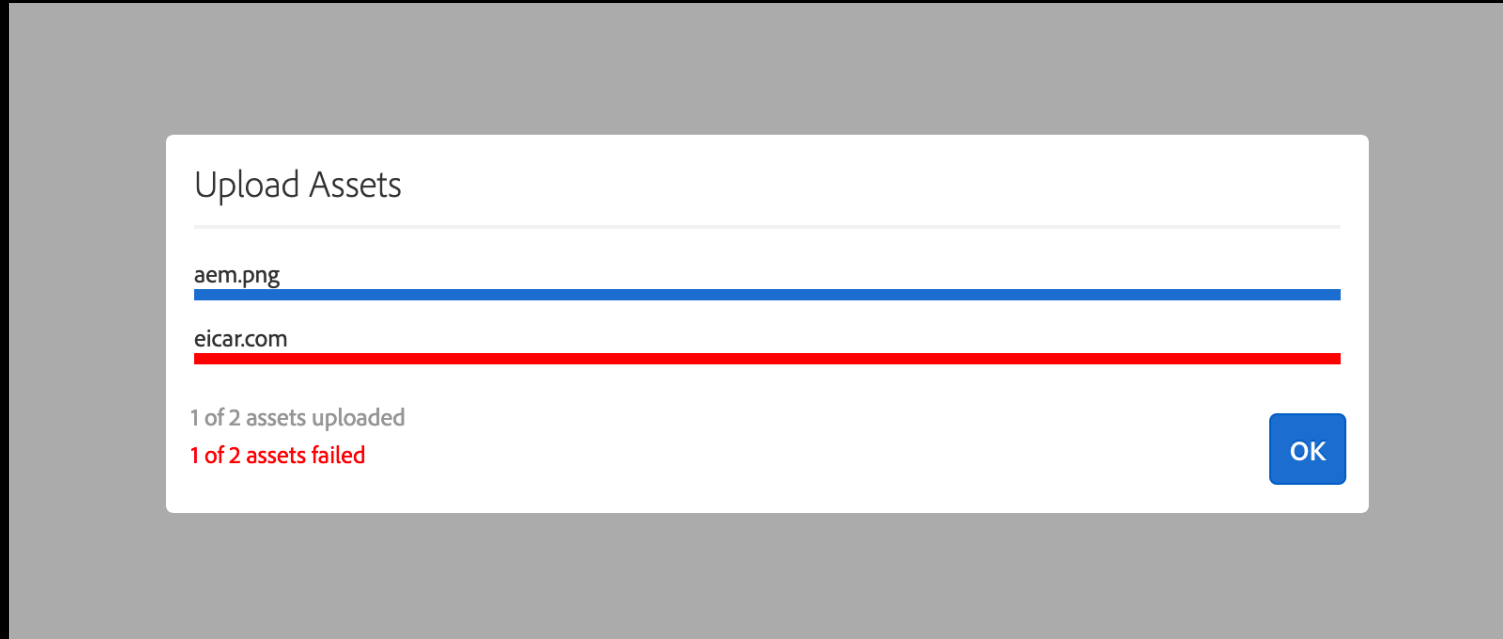 Upload Assets
aem.png
eicar.com
1 of 2 assets uploaded
1 of 2 assets failed
OK